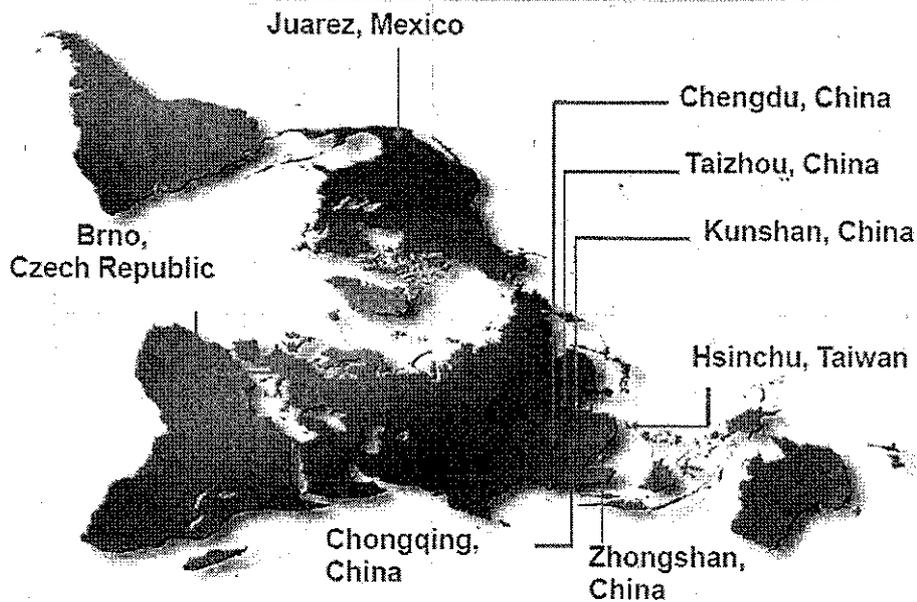 Juarez, Mexico
Chengdu, China
Taizhou, China
Brno,
Czech Republic
Kunshan, China
Hsinchu, Taiwan
Chongqing,
China
Zhongshan,
China